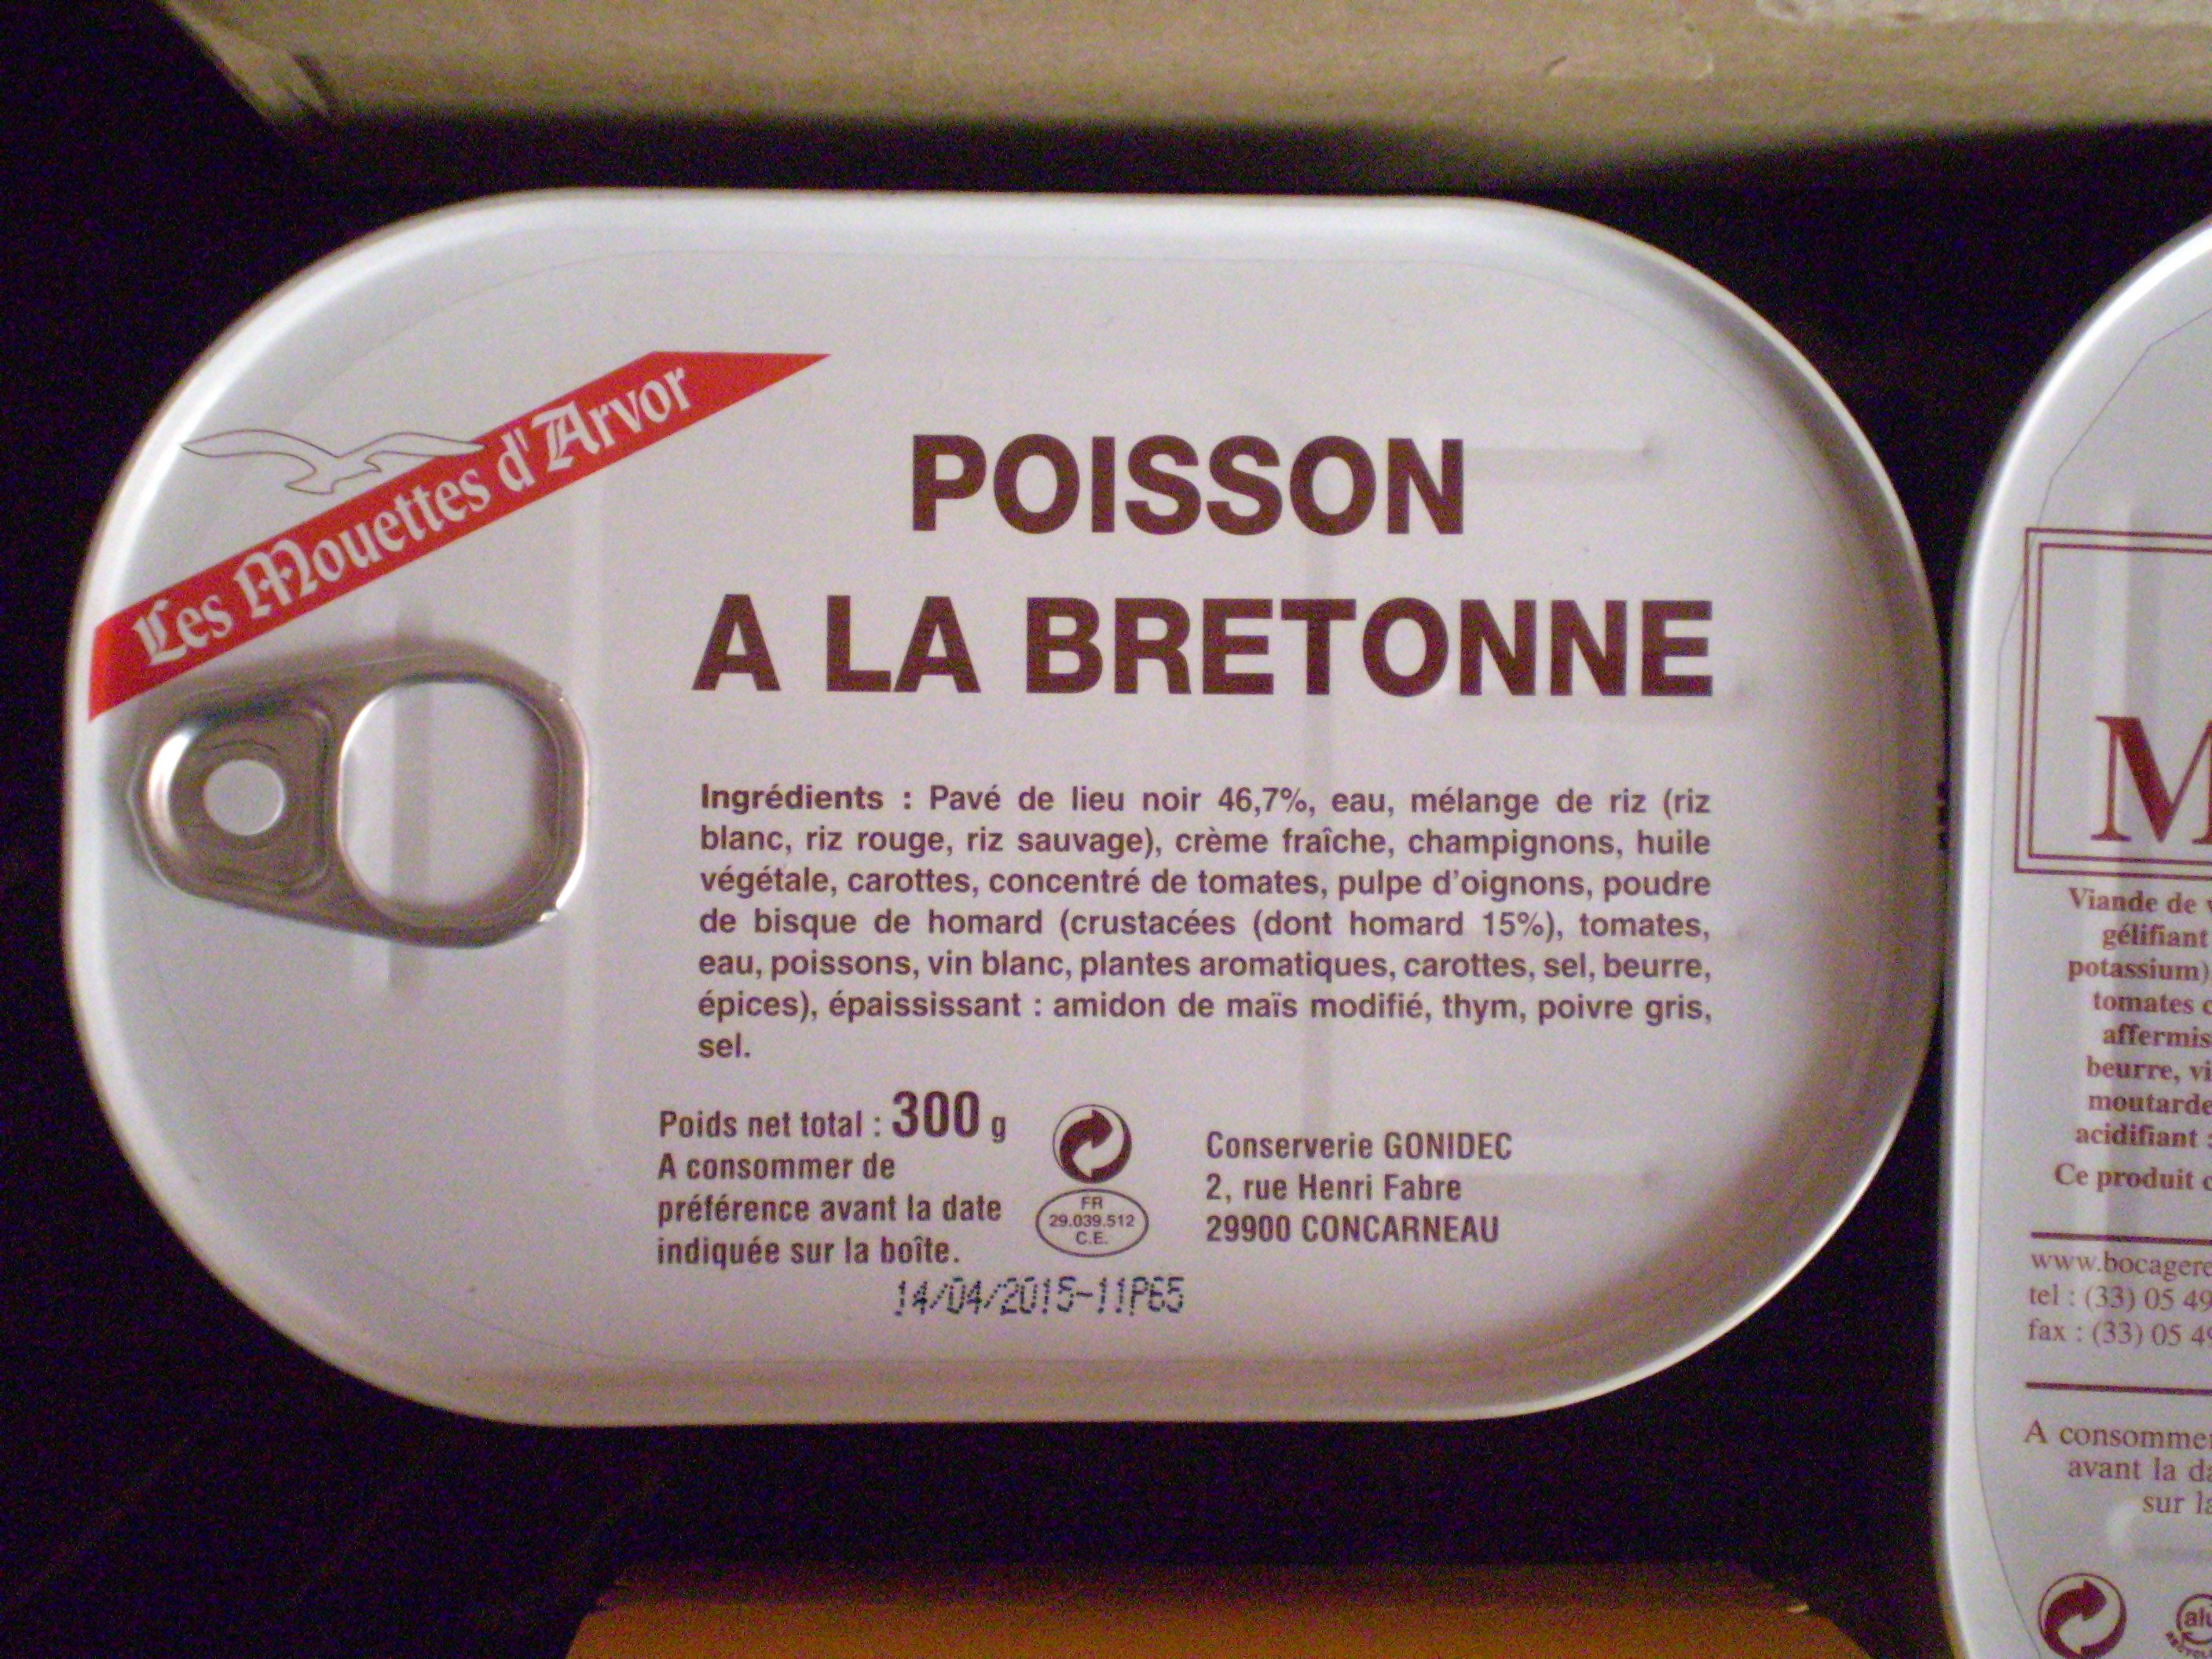 Les Mouettes d'Arvor
POISSON
A LA BRETONNE
Ingrédients : Pavé de lieu noir 46,7%, eau, mélange de riz (riz
blanc, riz rouge, riz sauvage), crème fraîche, champignons, huile
végétale, carottes, concentré de tomates, pulpe d'oignons, poudre
de bisque de homard (crustacées (dont homard 15%), tomates,
eau, poissons, vin blanc, plantes aromatiques, carottes, sel, beurre,
épices), épaississant : amidon de maïs modifié, thym, poivre gris,
sel.
Poids net total : 300 g
A consommer de
préférence avant la date
indiquée sur la boîte.
FR
29.039.512
C.E.
Conserverie GONIDEC
2, rue Henri Fabre
29900 CONCARNEAU
14/04/2015-11P65
M
Viande de
gélifiant
potassium)
tomates
affermis
beurre, vi
moutarde
acidifiant :
Ce produit
www.bocagere
tel : (33) 05 49
fax : (33) 05 49
A consommer
avant la da
sur la
alu